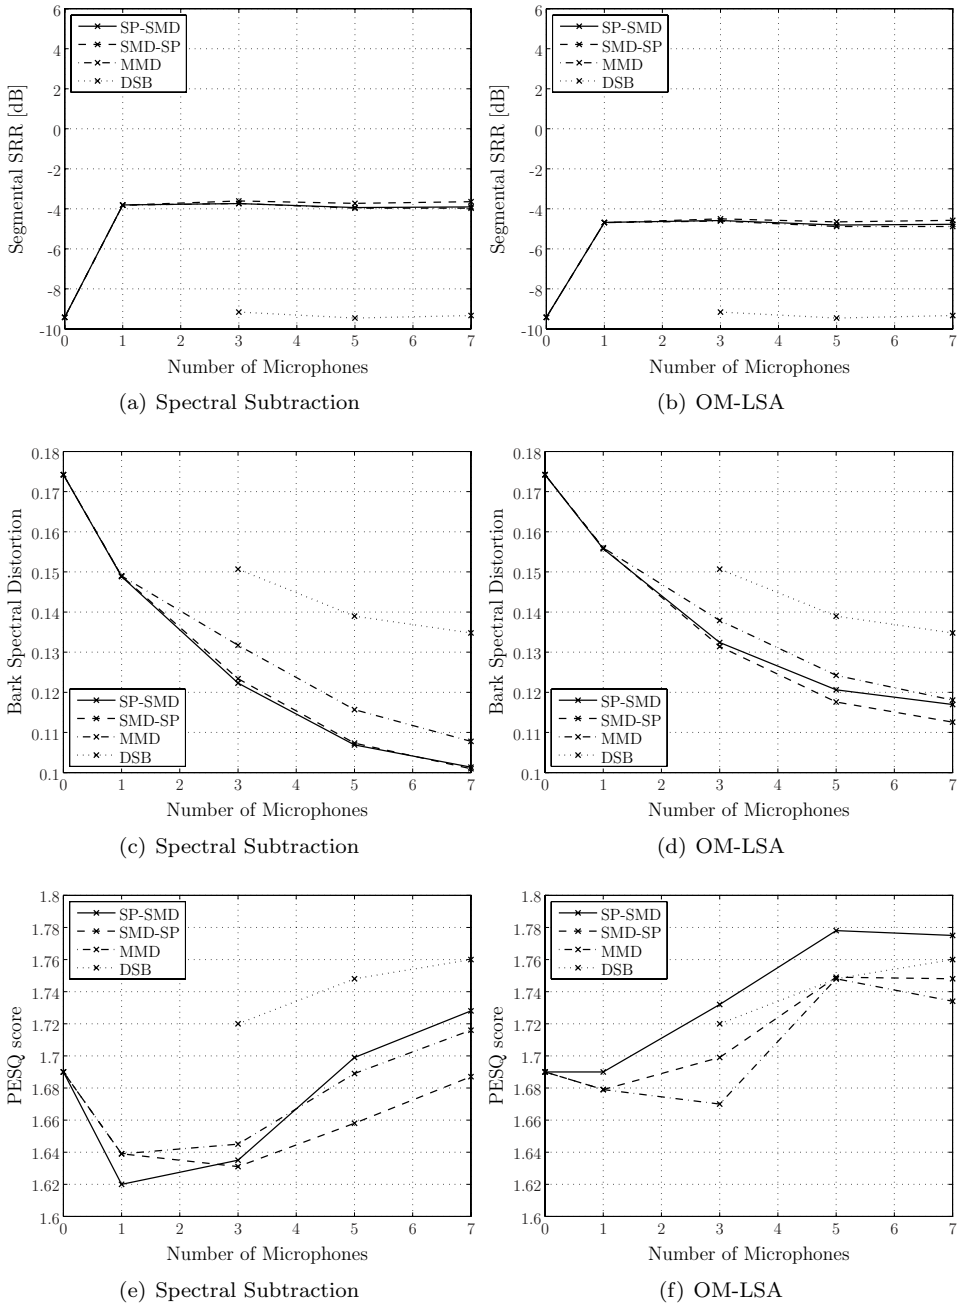 6
4
2
0
-2
-4
-6
-8
-10
Segmental SRR [dB]
SP-SMD
SMD-SP
MMD
DSB
0 1 2 3 4 5 6 7
Number of Microphones
(a) Spectral Subtraction
6
4
2
0
-2
-4
-6
-8
-10
Segmental SRR [dB]
SP-SMD
SMD-SP
MMD
DSB
0 1 2 3 4 5 6 7
Number of Microphones
(b) OM-LSA
0.18
0.17
0.16
0.15
0.14
0.13
0.12
0.11
0.1
Bark Spectral Distortion
SP-SMD
SMD-SP
MMD
DSB
0 1 2 3 4 5 6 7
Number of Microphones
(c) Spectral Subtraction
0.18
0.17
0.16
0.15
0.14
0.13
0.12
0.11
0.1
Bark Spectral Distortion
SP-SMD
SMD-SP
MMD
DSB
0 1 2 3 4 5 6 7
Number of Microphones
(d) OM-LSA
1.8
1.78
1.76
1.74
1.72
1.7
1.68
1.66
1.64
1.62
1.6
PESQ score
SP-SMD
SMD-SP
MMD
DSB
0 1 2 3 4 5 6 7
Number of Microphones
(e) Spectral Subtraction
1.8
1.78
1.76
1.74
1.72
1.7
1.68
1.66
1.64
1.62
1.6
PESQ score
SP-SMD
SMD-SP
MMD
DSB
0 1 2 3 4 5 6 7
Number of Microphones
(f) OM-LSA